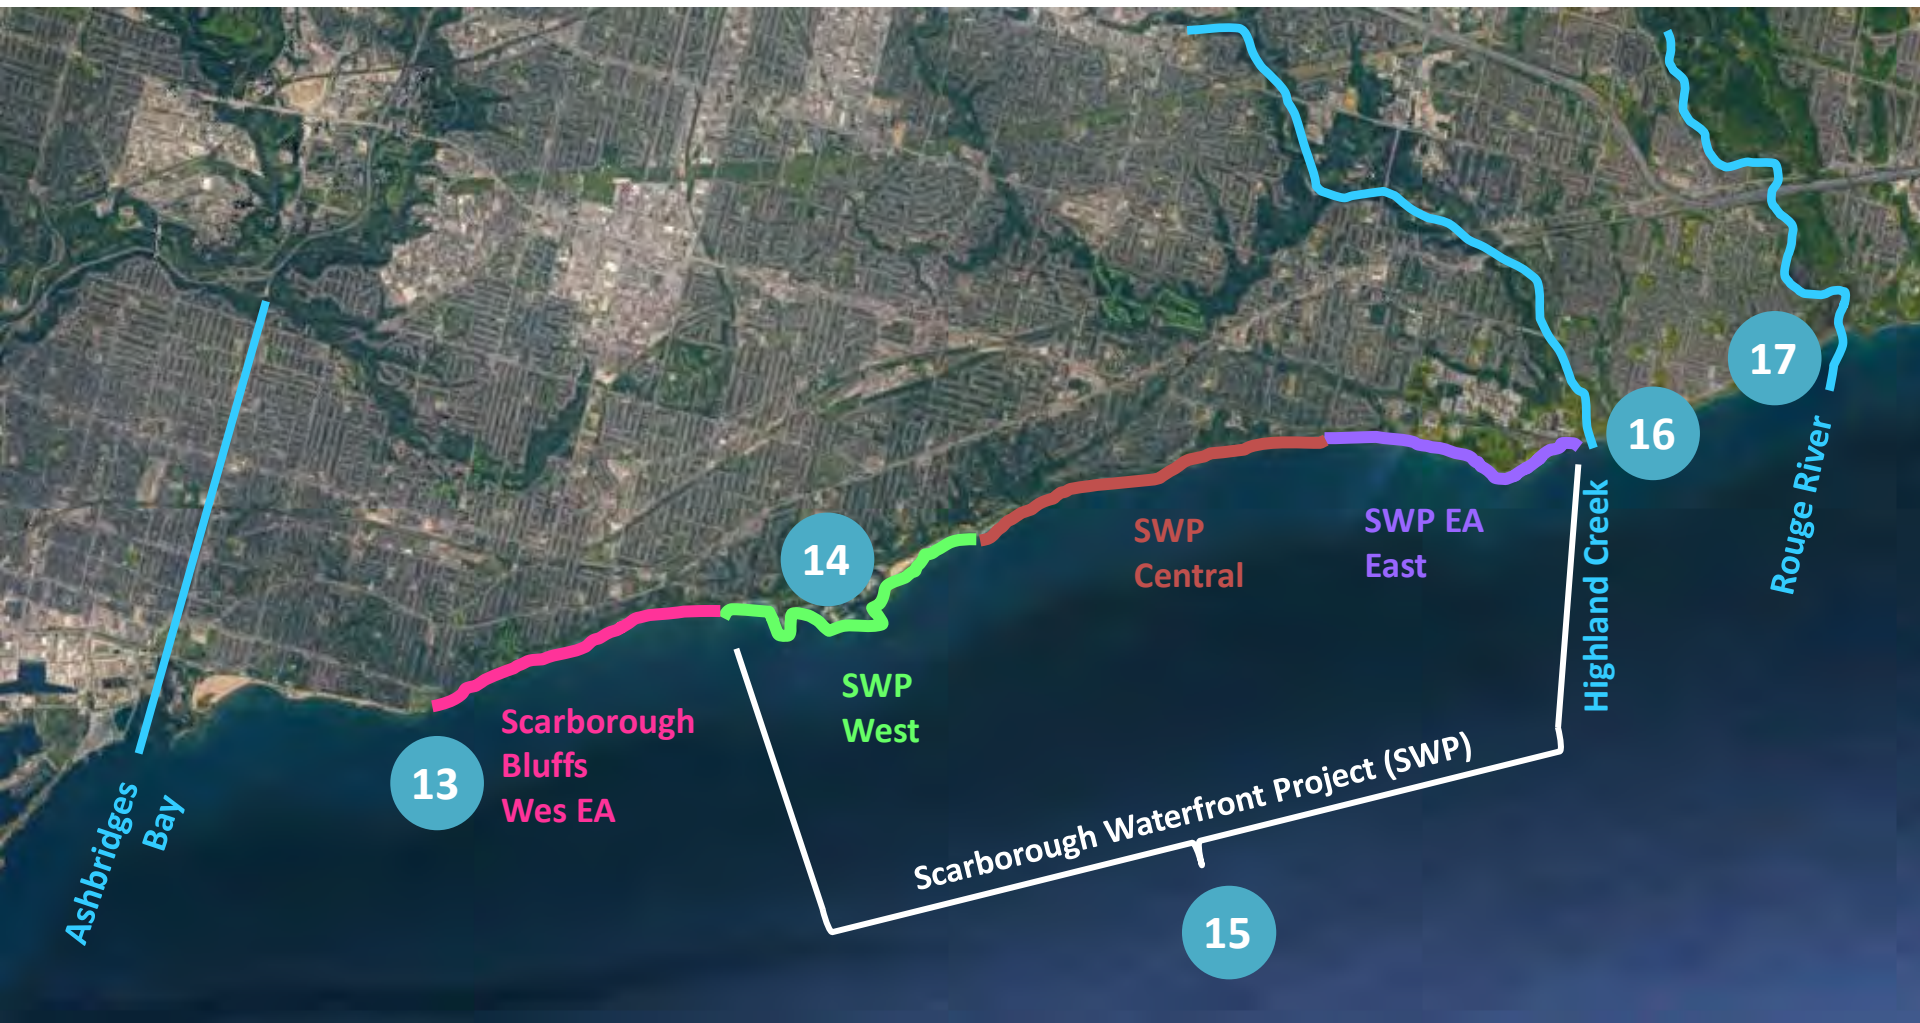 17
16
Rouge River
Highland Creek
SWP EA
East
SWP
Central
14
SWP
West
Scarborough
Bluffs
Wes EA
13
Ashbridges
Bay
Scarborough Waterfront Project (SWP)
15